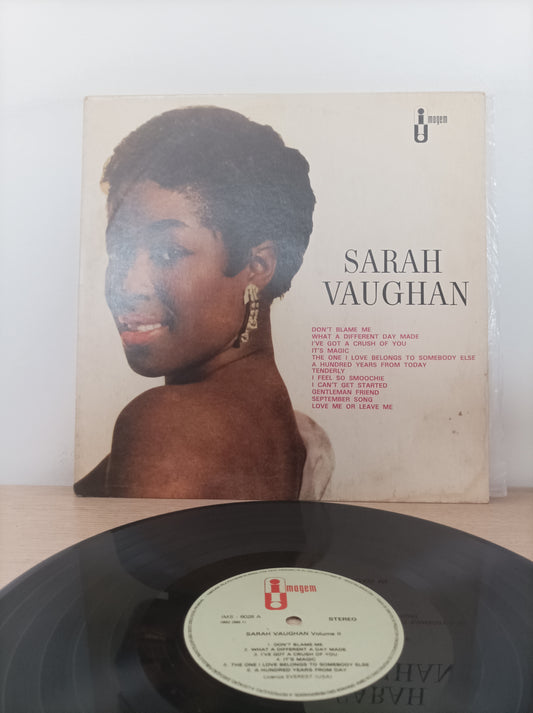 imagem
SARAH
VAUGHAN
DON'T BLAME ME
WHAT A DIFFERENT DAY MADE
I'VE GOT A CRUSH OF YOU
IT'S MAGIC
THE ONE I LOVE BELONGS TO SOMEBODY ELSE
A HUNDRED YEARS FROM TODAY
TENDERLY
I FEEL SO SMOOCHIE
I CAN'T GET STARTED
GENTLEMAN FRIEND
SEPTEMBER SONG
LOVE ME OR LEAVE ME
imagem
IMS 9028 A
STEREO
SARAH VAUGHAN Volume II
1. DON'T BLAME ME
2. WHAT A DIFFERENT A DAY MADE
3. I'VE GOT A CRUSH OF YOU
4. IT'S MAGIC
5. THE ONE I LOVE BELONGS TO SOMEBODY ELSE
6. A HUNDRED YEARS FROM DAY
Licença EVEREST (USA)